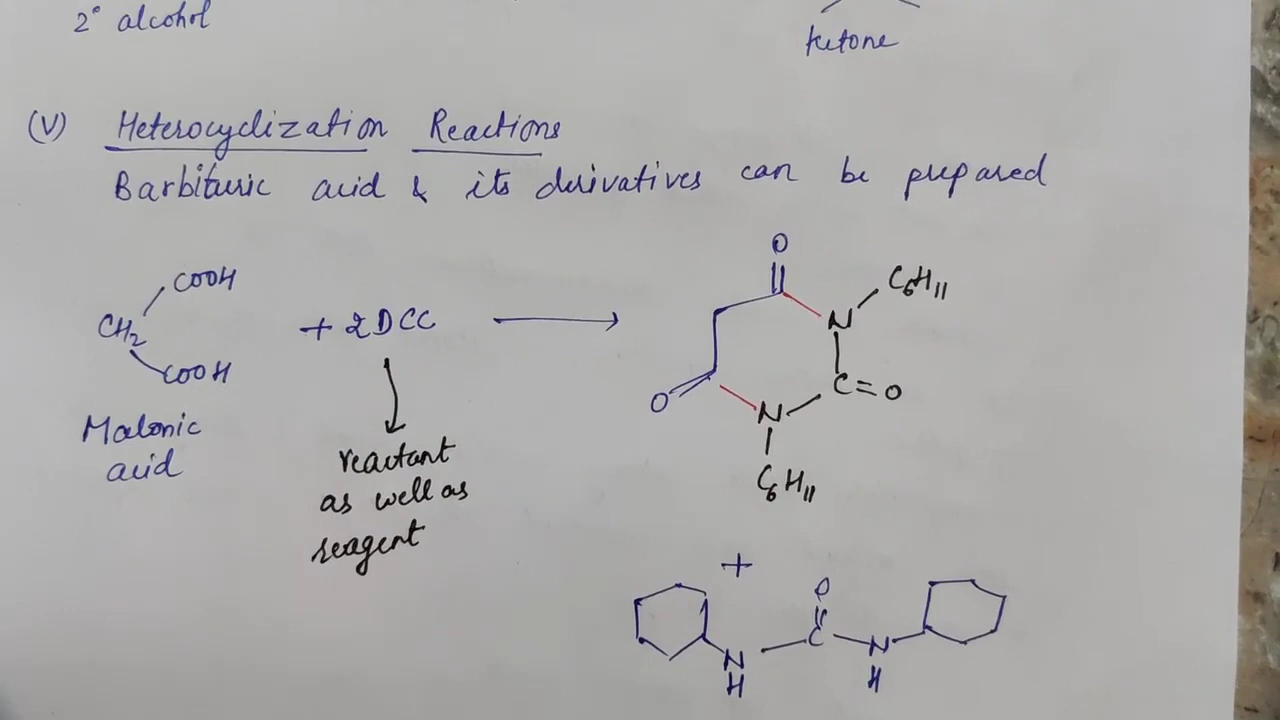 2° alcohol
ketone
(V) Heterocyclization Reactions
Barbituric acid & its derivatives can be prepared
O
COOH
C6H11
CH2
+ 2DCC
N
COOH
C=O
O
N
Malonic
acid
reactant
as well as
reagent
C6H11
+
O
C
N
N
H
H